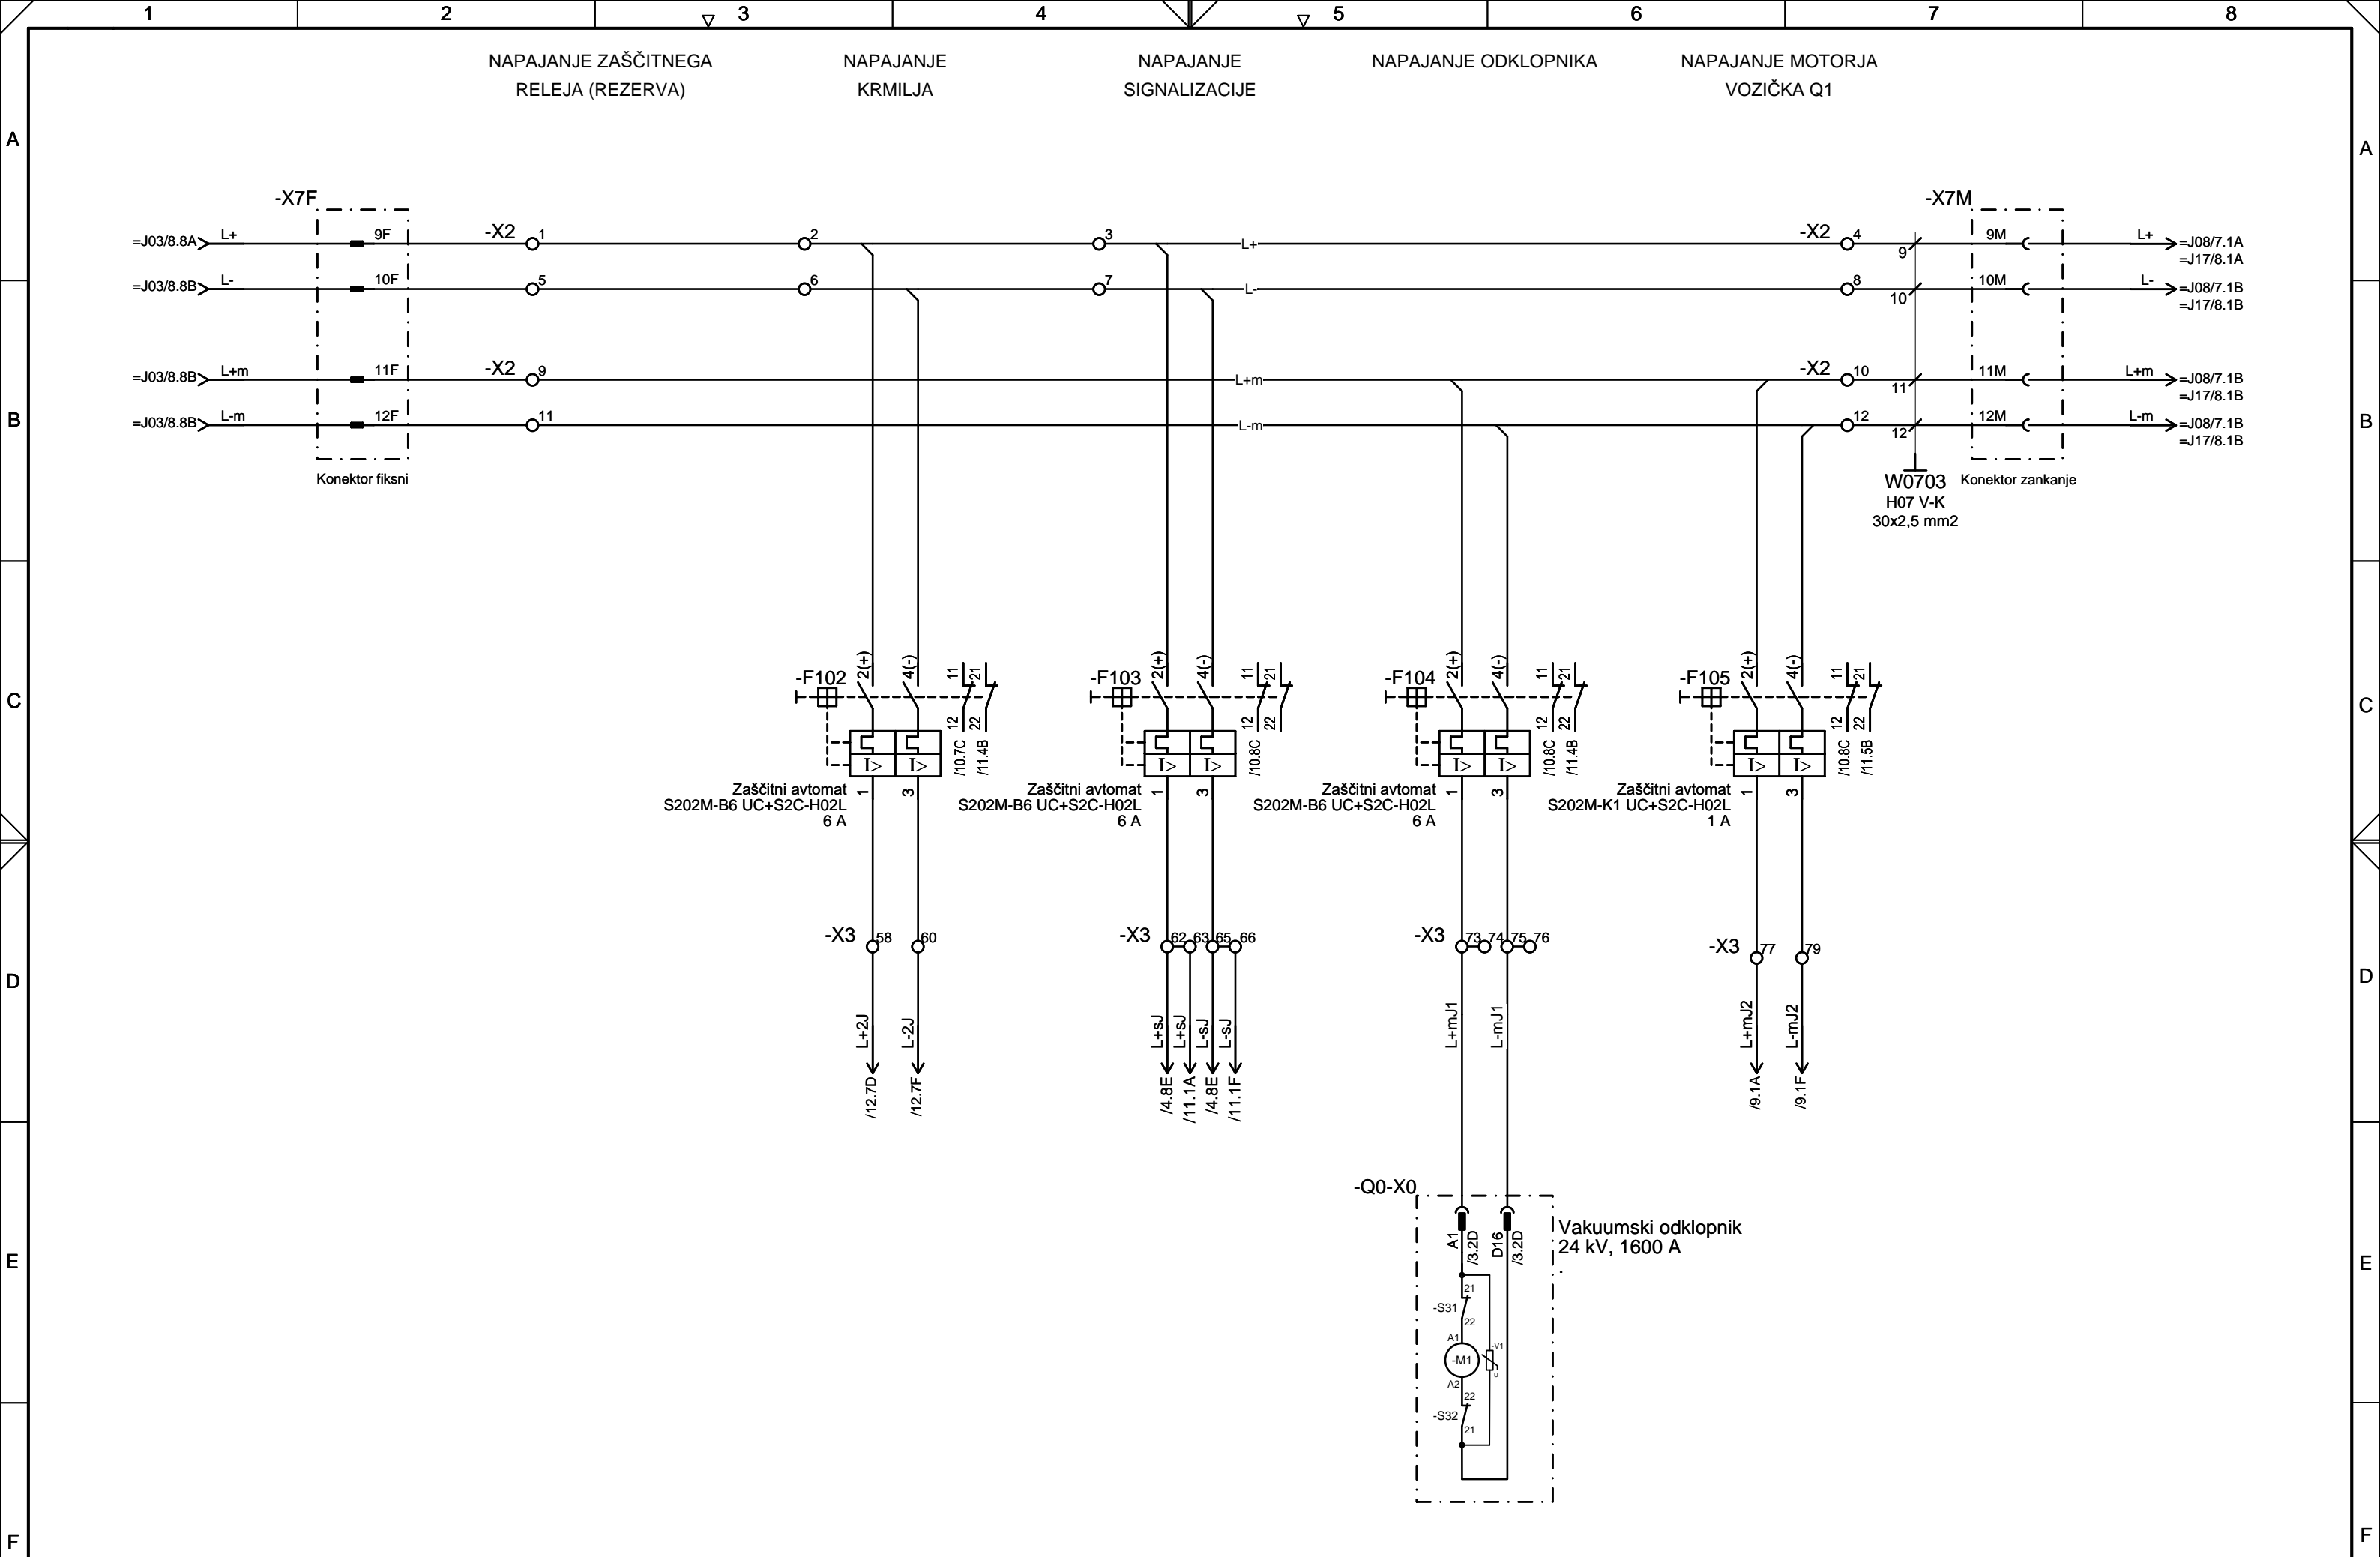 1 2 3 4 5 6 7 8
NAPAJANJE ZAŠČITNEGA
RELEJA (REZERVA)
NAPAJANJE
KRMILJA
NAPAJANJE
SIGNALIZACIJE
NAPAJANJE ODKLOPNIKA
NAPAJANJE MOTORJA
VOZIČKA Q1
A A
-X7F
-X7M
=J03/8.8A L+ 9F -X2 1 2 3 L+ -X2 4 9 9M L+ =J08/7.1A
=J17/8.1A
=J03/8.8B L- 10F 5 6 7 L- 8 10 10M L- =J08/7.1B
=J17/8.1B
=J03/8.8B L+m 11F -X2 9 L+m -X2 10 11 11M L+m =J08/7.1B
=J17/8.1B
=J03/8.8B L-m 12F 11 L-m 12 12 12M L-m =J08/7.1B
=J17/8.1B
B B
Konektor fiksni
W0703
H07 V-K
30x2,5 mm2
Konektor zankanje
C C
-F102 2(+) 4(-) 11 21
12 22
/10.7C /11.4B
I> I>
1 3
Zaščitni avtomat
S202M-B6 UC+S2C-H02L
6 A
-F103 2(+) 4(-) 11 21
12 22
/10.8C
I> I>
1 3
Zaščitni avtomat
S202M-B6 UC+S2C-H02L
6 A
-F104 2(+) 4(-) 11 21
12 22
/10.8C /11.4B
I> I>
1 3
Zaščitni avtomat
S202M-B6 UC+S2C-H02L
6 A
-F105 2(+) 4(-) 11 21
12 22
/10.8C /11.5B
I> I>
1 3
Zaščitni avtomat
S202M-K1 UC+S2C-H02L
1 A
D D
-X3 58 60
L+2J L-2J
/12.7D /12.7F
-X3 62 63 65 66
L+sJ L+sJ L-sJ L-sJ
/4.8E /11.1A /4.8E /11.1F
-X3 73 74 75 76
L+mJ1 L-mJ1
-X3 77 79
L+mJ2 L-mJ2
/9.1A /9.1F
E E
-Q0-X0
A1 /3.2D D16 /3.2D
Vakuumski odklopnik
24 kV, 1600 A
.
21
-S31
22
A1
-M1
-V1
U
A2
22
-S32
21
F F